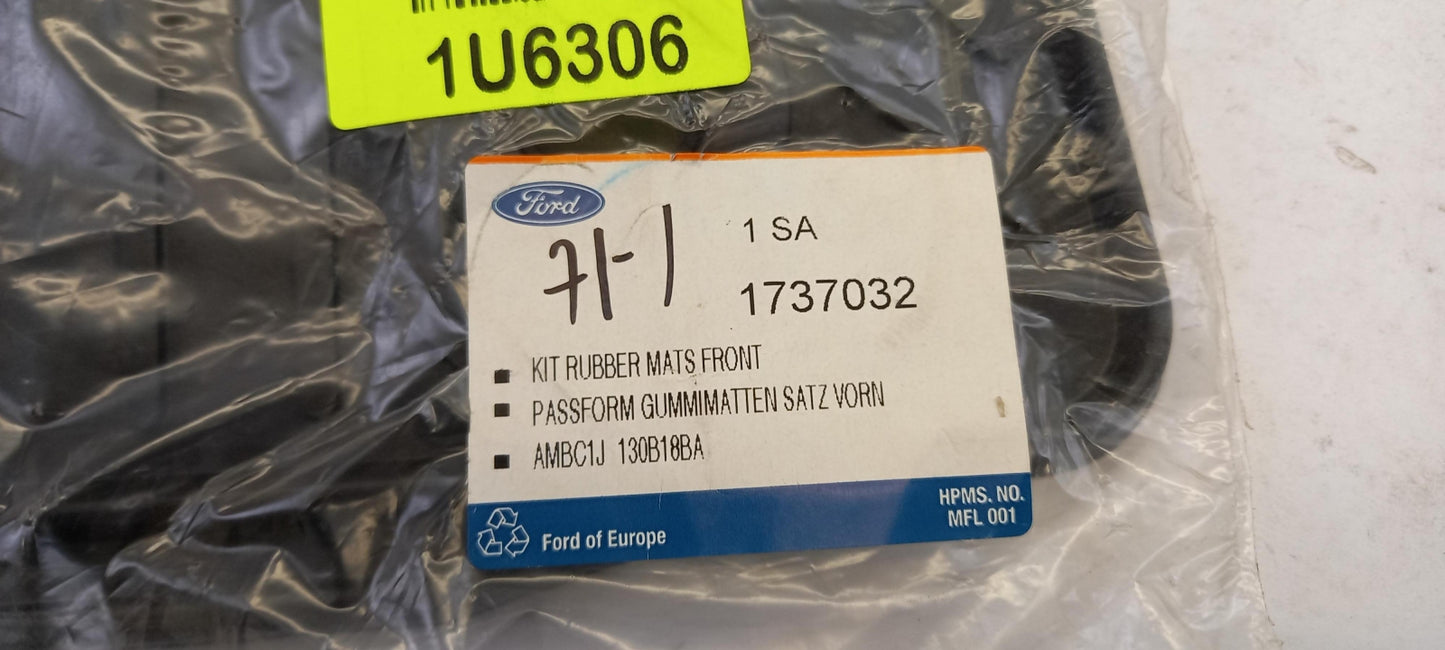 1U6306
Ford
71-1
1 SA
1737032
KIT RUBBER MATS FRONT
PASSFORM GUMMIMATTEN SATZ VORN
AMBC1J 130B18BA
HPMS. NO.
MFL 001
Ford of Europe